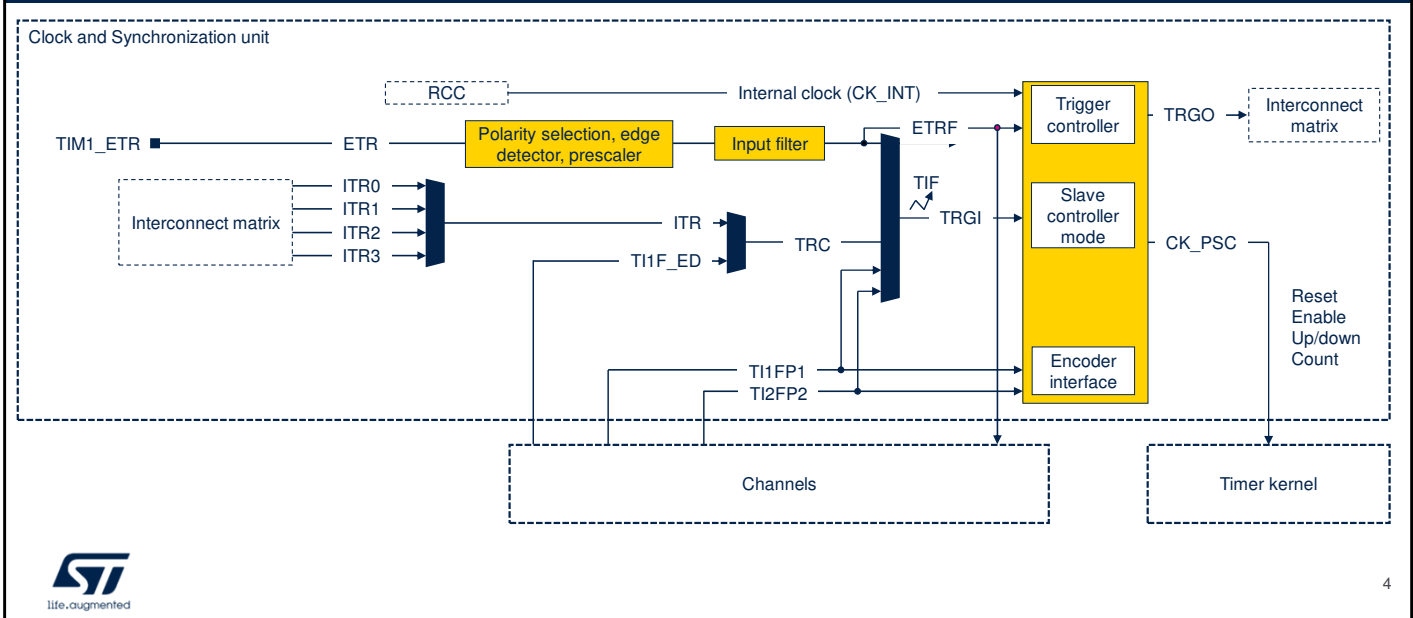 Clock and Synchronization unit
RCC
Internal clock (CK_INT)
Trigger
controller
TRGO
Interconnect
matrix
TIM1_ETR
ETR
Polarity selection, edge
detector, prescaler
Input filter
ETRF
Interconnect matrix
ITR0
ITR1
ITR2
ITR3
ITR
TI1F_ED
TRC
TIF
TRGI
Slave
controller
mode
CK_PSC
Reset
Enable
Up/down
Count
TI1FP1
TI2FP2
Encoder
interface
Channels
Timer kernel
ST
life.augmented
4